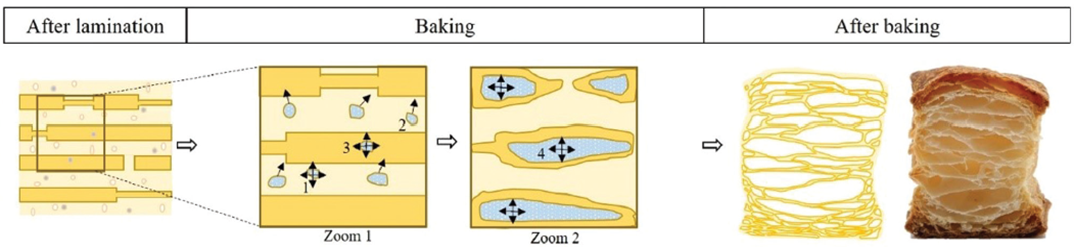 After lamination
Baking
After baking
2
3
1
4
Zoom 1
Zoom 2